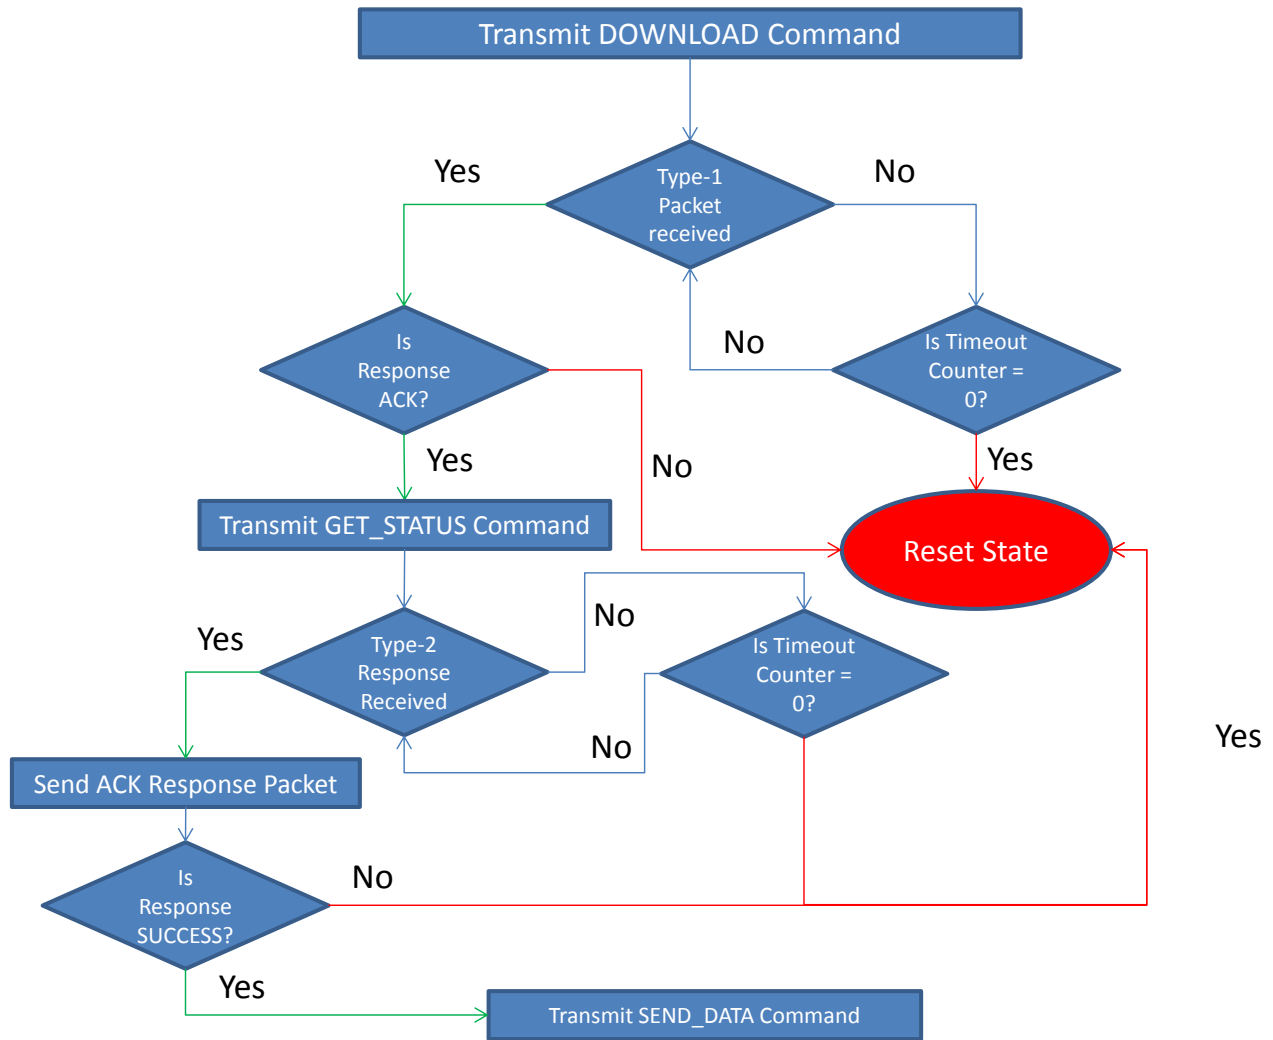 Transmit DOWNLOAD Command
Yes
No
Type-1
Packet
received
No
Is
Response
ACK?
Is Timeout
Counter =
0?
Yes
No
Yes
Transmit GET_STATUS Command
Reset State
No
Yes
Type-2
Response
Received
Is Timeout
Counter =
0?
No
Yes
Send ACK Response Packet
Is
Response
SUCCESS?
No
Yes
Transmit SEND_DATA Command